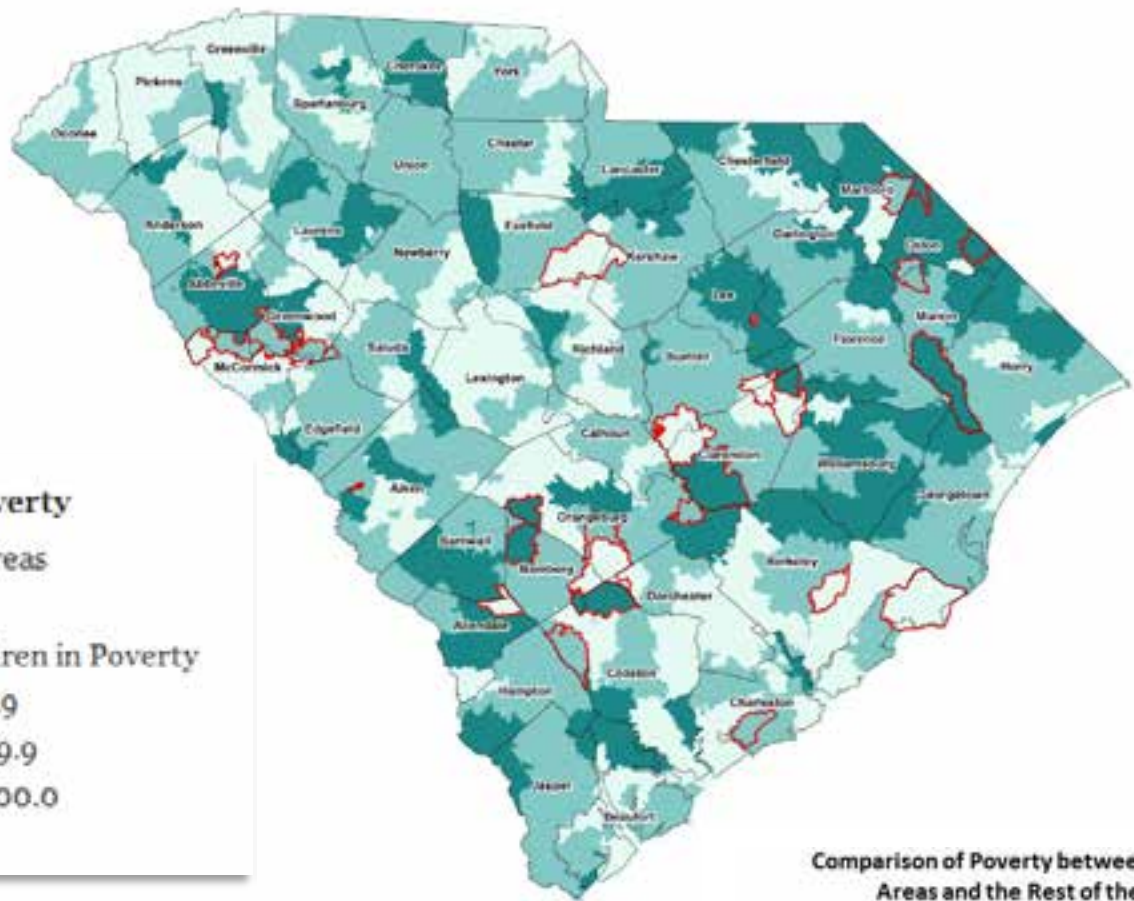 Greenville
Cherokee
York
Pickens
Spartanburg
Oconee
Union
Chester
Lancaster
Chesterfield
Marlboro
Anderson
Laurens
Fairfield
Darlington
Dillon
Newberry
Kershaw
Abbeville
Lee
Greenwood
Marion
Florence
Saluda
Richland
Sumter
Horry
McCormick
Lexington
Edgefield
Calhoun
Clarendon
Williamsburg
Aiken
Georgetown
Orangeburg
Barnwell
Bamberg
Berkeley
Dorchester
Allendale
Colleton
Hampton
Charleston
Jasper
Beaufort
verty
eas
ren in Poverty
9
9.9
00.0
Comparison of Poverty betwee
Areas and the Rest of the